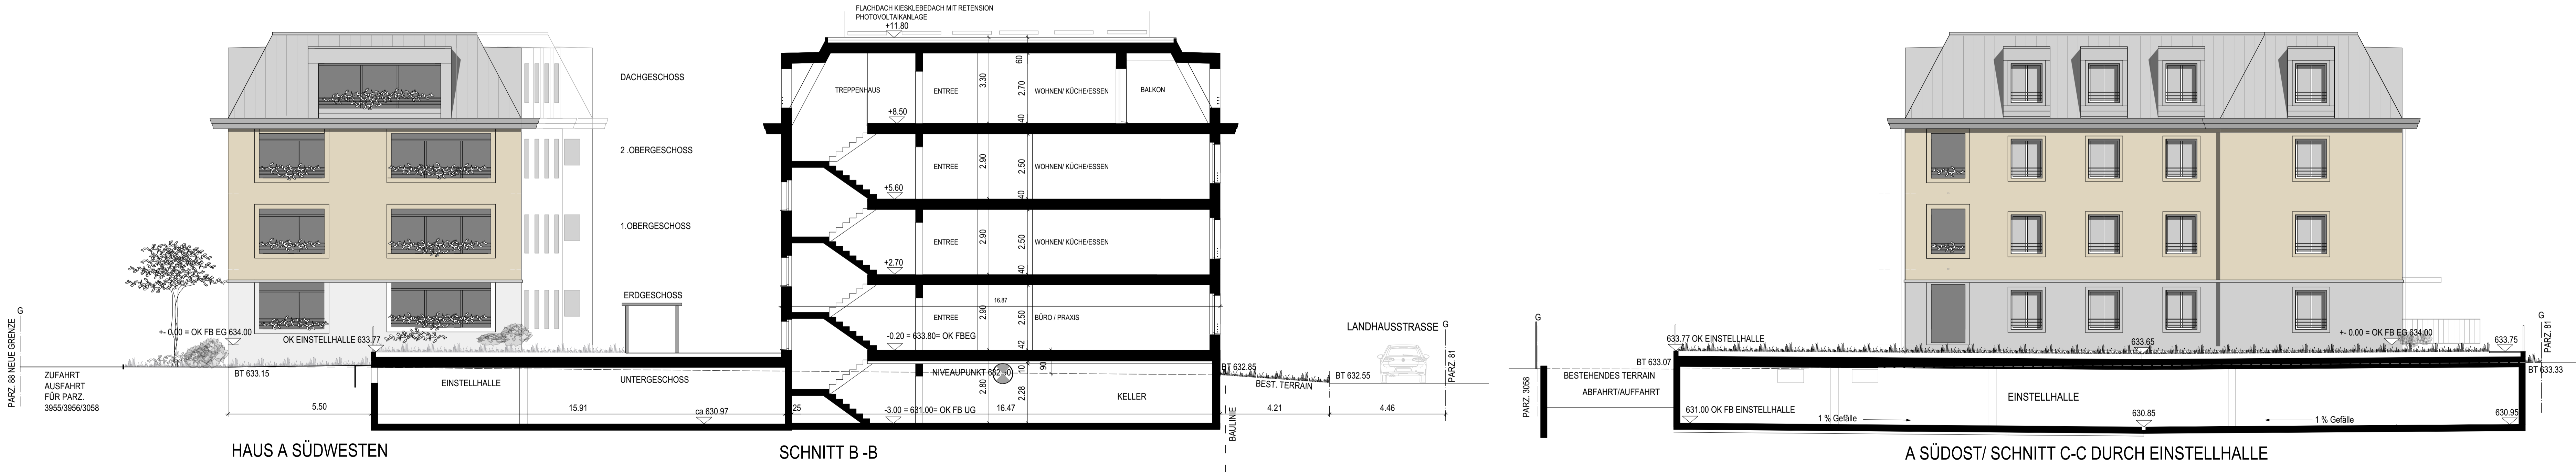 FLACHDACH KIESKLEBEDACH MIT RETENSION
PHOTOVOLTAIKANLAGE
+11.80
DACHGESCHOSS
2 .OBERGESCHOSS
1.OBERGESCHOSS
ERDGESCHOSS
UNTERGESCHOSS
G
PARZ. 88 NEUE GRENZE
+- 0.00 = OK FB EG 634.00
OK EINSTELLHALLE 633.77
BT 633.15
ZUFAHRT
AUSFAHRT
FÜR PARZ.
3955/3956/3058
5.50
EINSTELLHALLE
15.91
ca 630.97
25
HAUS A SÜDWESTEN
TREPPENHAUS
ENTREE
3.30
60
2.70
WOHNEN/ KÜCHE/ESSEN
BALKON
+8.50
40
ENTREE
2.90
2.50
WOHNEN/ KÜCHE/ESSEN
+5.60
40
ENTREE
2.90
2.50
WOHNEN/ KÜCHE/ESSEN
+2.70
40
16.87
ENTREE
2.90
2.50
BÜRO / PRAXIS
-0.20 = 633.80= OK FBEG
42
NIVEAUPUNKT
10
90
2.80
2.28
KELLER
-3.00 = 631.00= OK FB UG
16.47
SCHNITT B -B
BT 632.85
BEST. TERRAIN
BT 632.55
BAULINIE
4.21
4.46
LANDHAUSSTRASSE
G
PARZ. 81
G
PARZ. 3058
633.77 OK EINSTELLHALLE
BT 633.07
BESTEHENDES TERRAIN
ABFAHRT/AUFFAHRT
631.00 OK FB EINSTELLHALLE
1 % Gefälle
633.65
EINSTELLHALLE
630.85
1 % Gefälle
630.95
+- 0.00 = OK FB EG 634.00
633.75
G
PARZ. 81
BT 633.33
A SÜDOST/ SCHNITT C-C DURCH EINSTELLHALLE